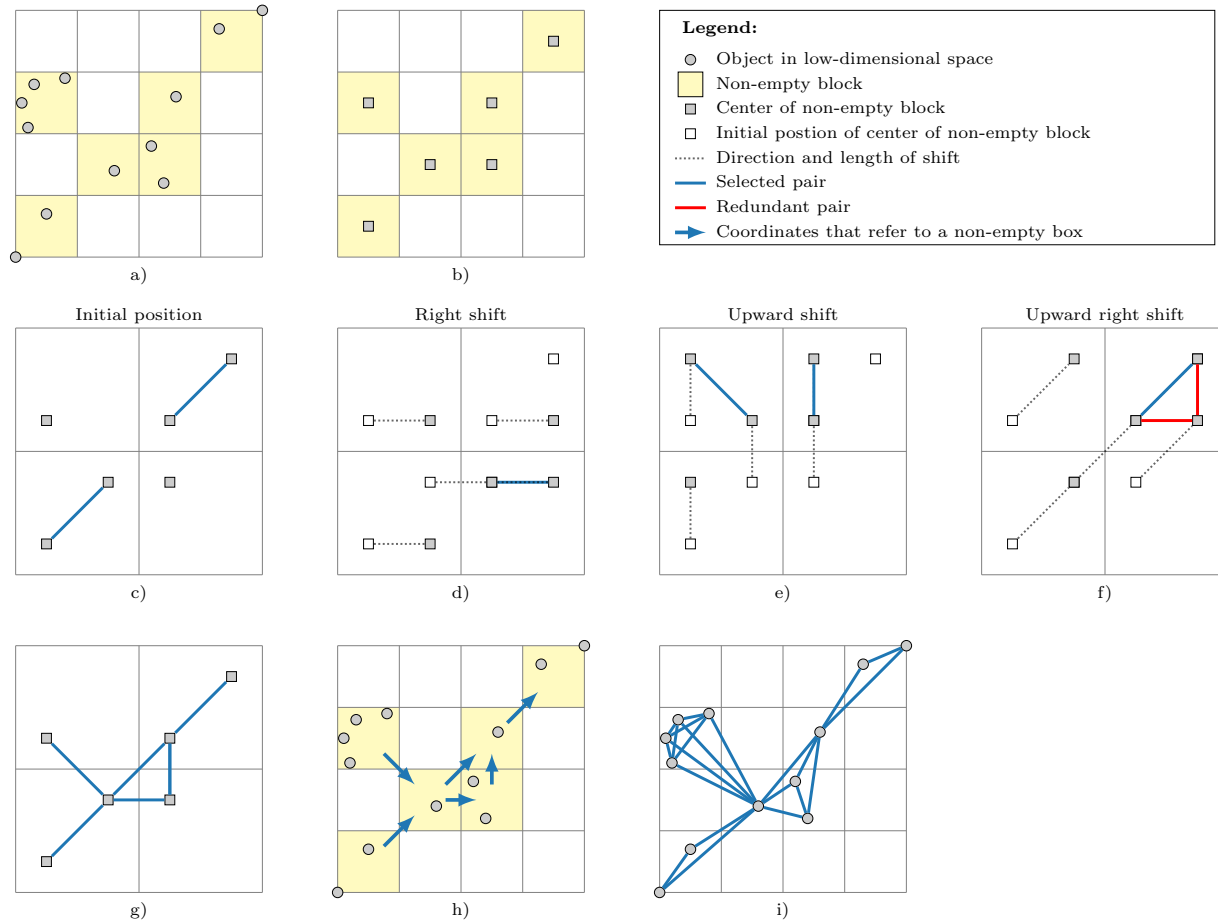 Legend:
Object in low-dimensional space
Non-empty block
Center of non-empty block
Initial postion of center of non-empty block
Direction and length of shift
Selected pair
Redundant pair
Coordinates that refer to a non-empty box
a)
b)
Initial position
Right shift
Upward shift
Upward right shift
c)
d)
e)
f)
g)
h)
i)